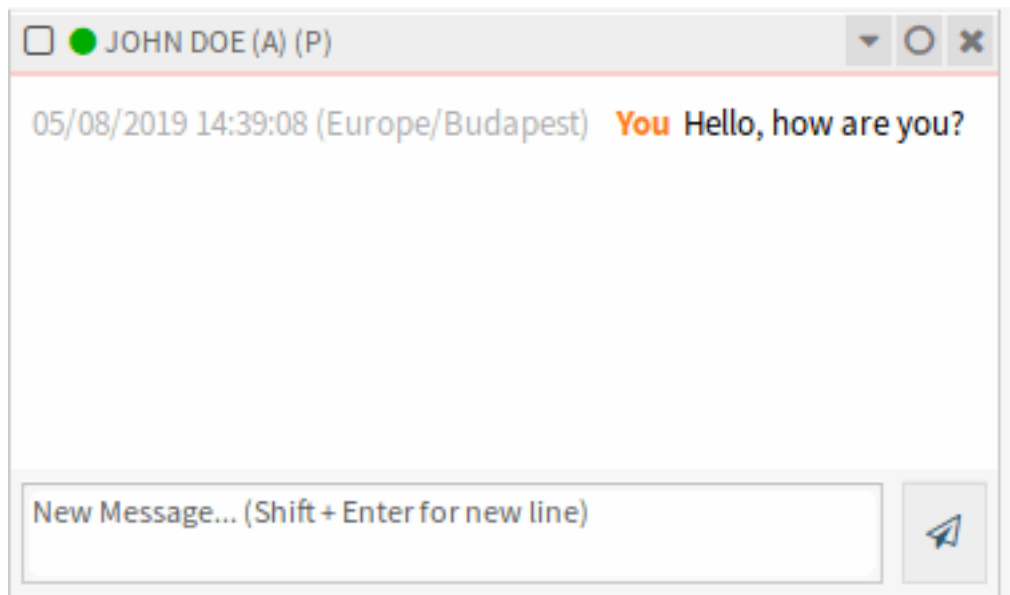 JOHN DOE (A) (P)
05/08/2019 14:39:08 (Europe/Budapest) You Hello, how are you?
New Message... (Shift + Enter for new line)